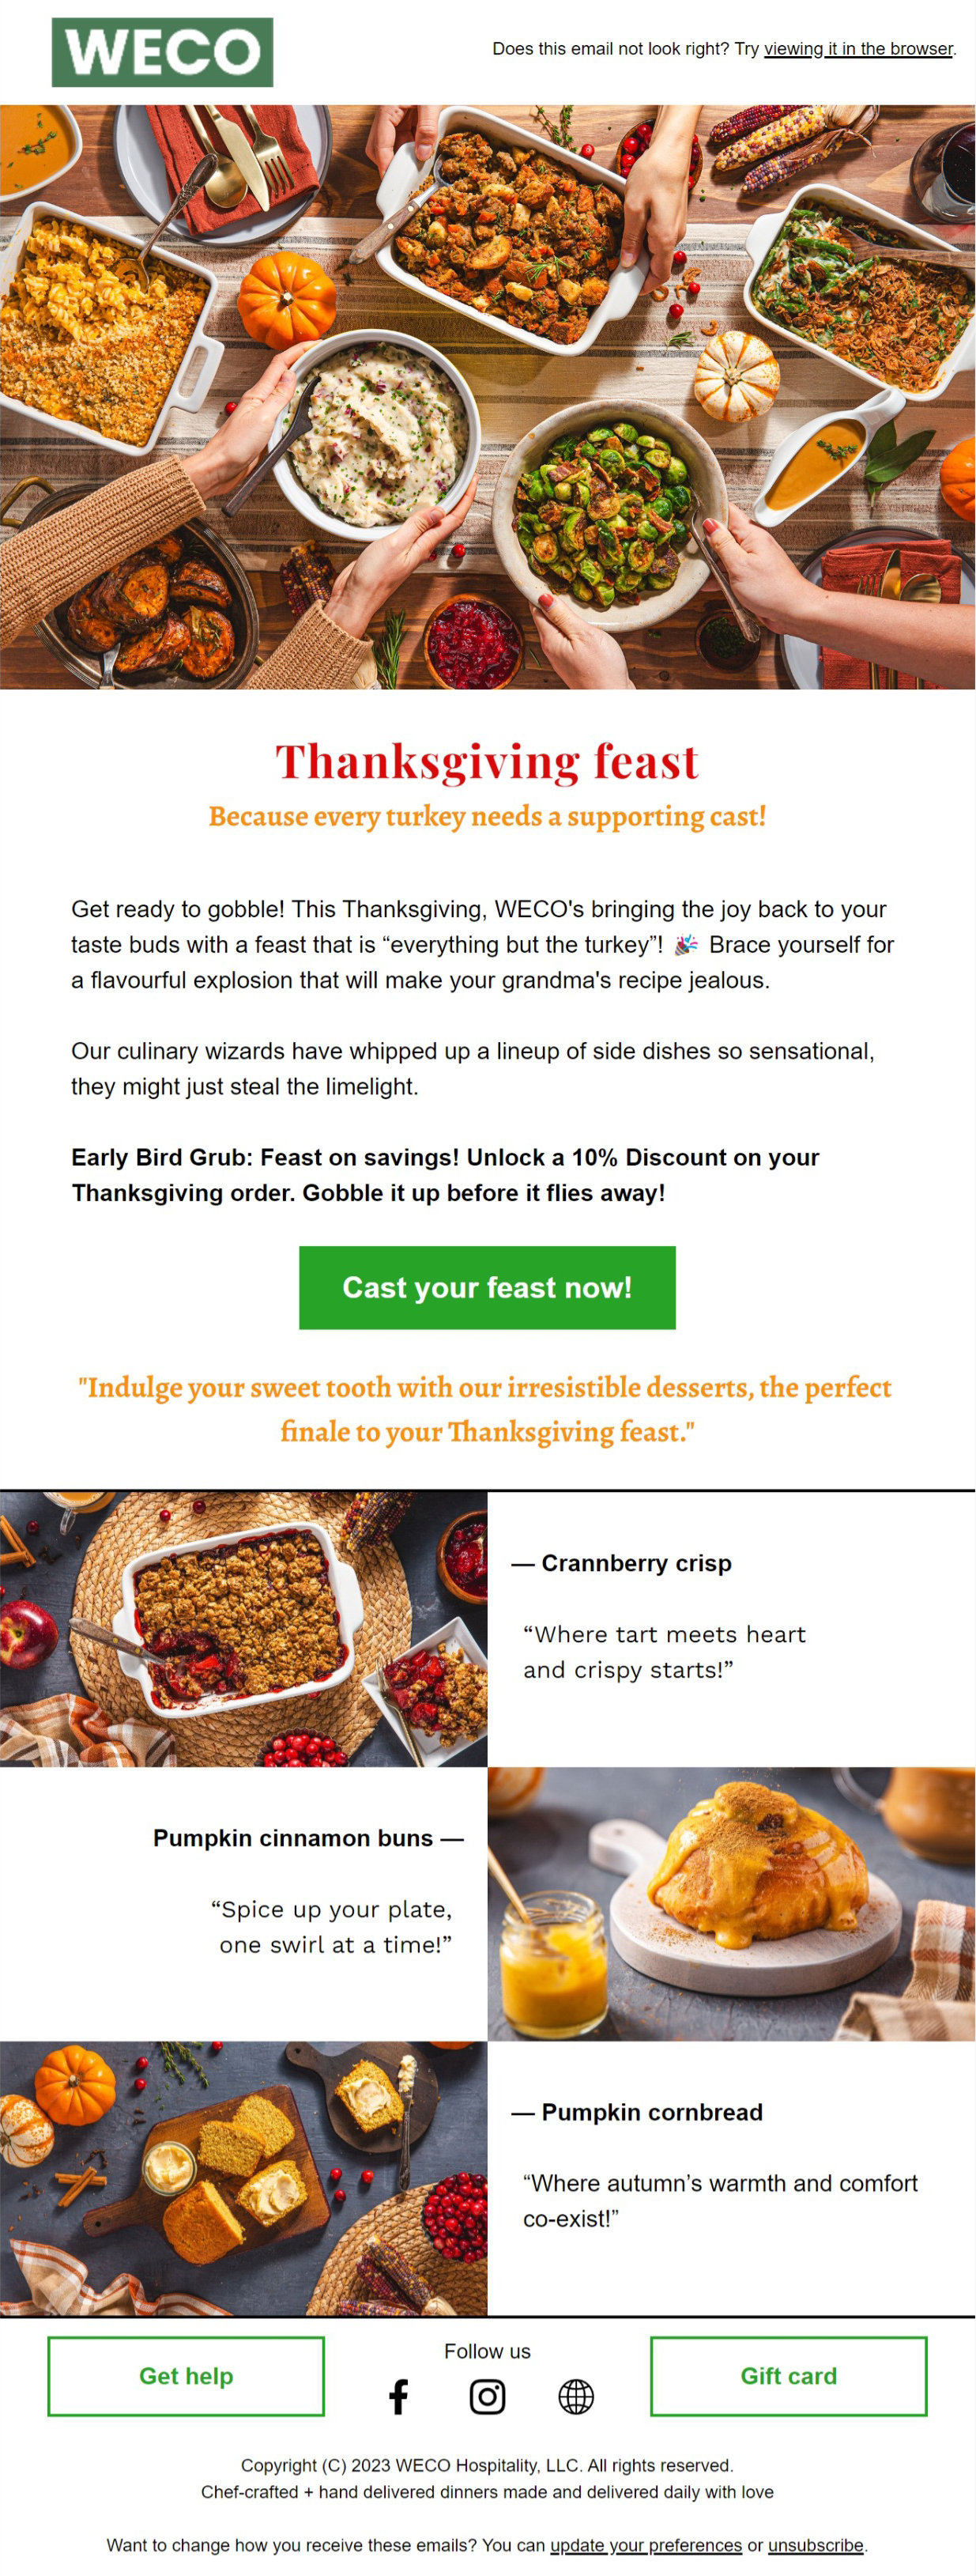 WECO
Does this email not look right? Try viewing it in the browser.
Thanksgiving feast
Because every turkey needs a supporting cast!
Get ready to gobble! This Thanksgiving, WECO's bringing the joy back to your
taste buds with a feast that is “everything but the turkey”! 🎉 Brace yourself for
a flavourful explosion that will make your grandma's recipe jealous.
Our culinary wizards have whipped up a lineup of side dishes so sensational,
they might just steal the limelight.
Early Bird Grub: Feast on savings! Unlock a 10% Discount on your
Thanksgiving order. Gobble it up before it flies away!
Cast your feast now!
"Indulge your sweet tooth with our irresistible desserts, the perfect
finale to your Thanksgiving feast."
— Crannberry crisp
“Where tart meets heart
and crispy starts!”
Pumpkin cinnamon buns —
“Spice up your plate,
one swirl at a time!”
— Pumpkin cornbread
“Where autumn’s warmth and comfort
co-exist!”
Get help
Follow us
Gift card
Copyright (C) 2023 WECO Hospitality, LLC. All rights reserved.
Chef-crafted + hand delivered dinners made and delivered daily with love
Want to change how you receive these emails? You can update your preferences or unsubscribe.